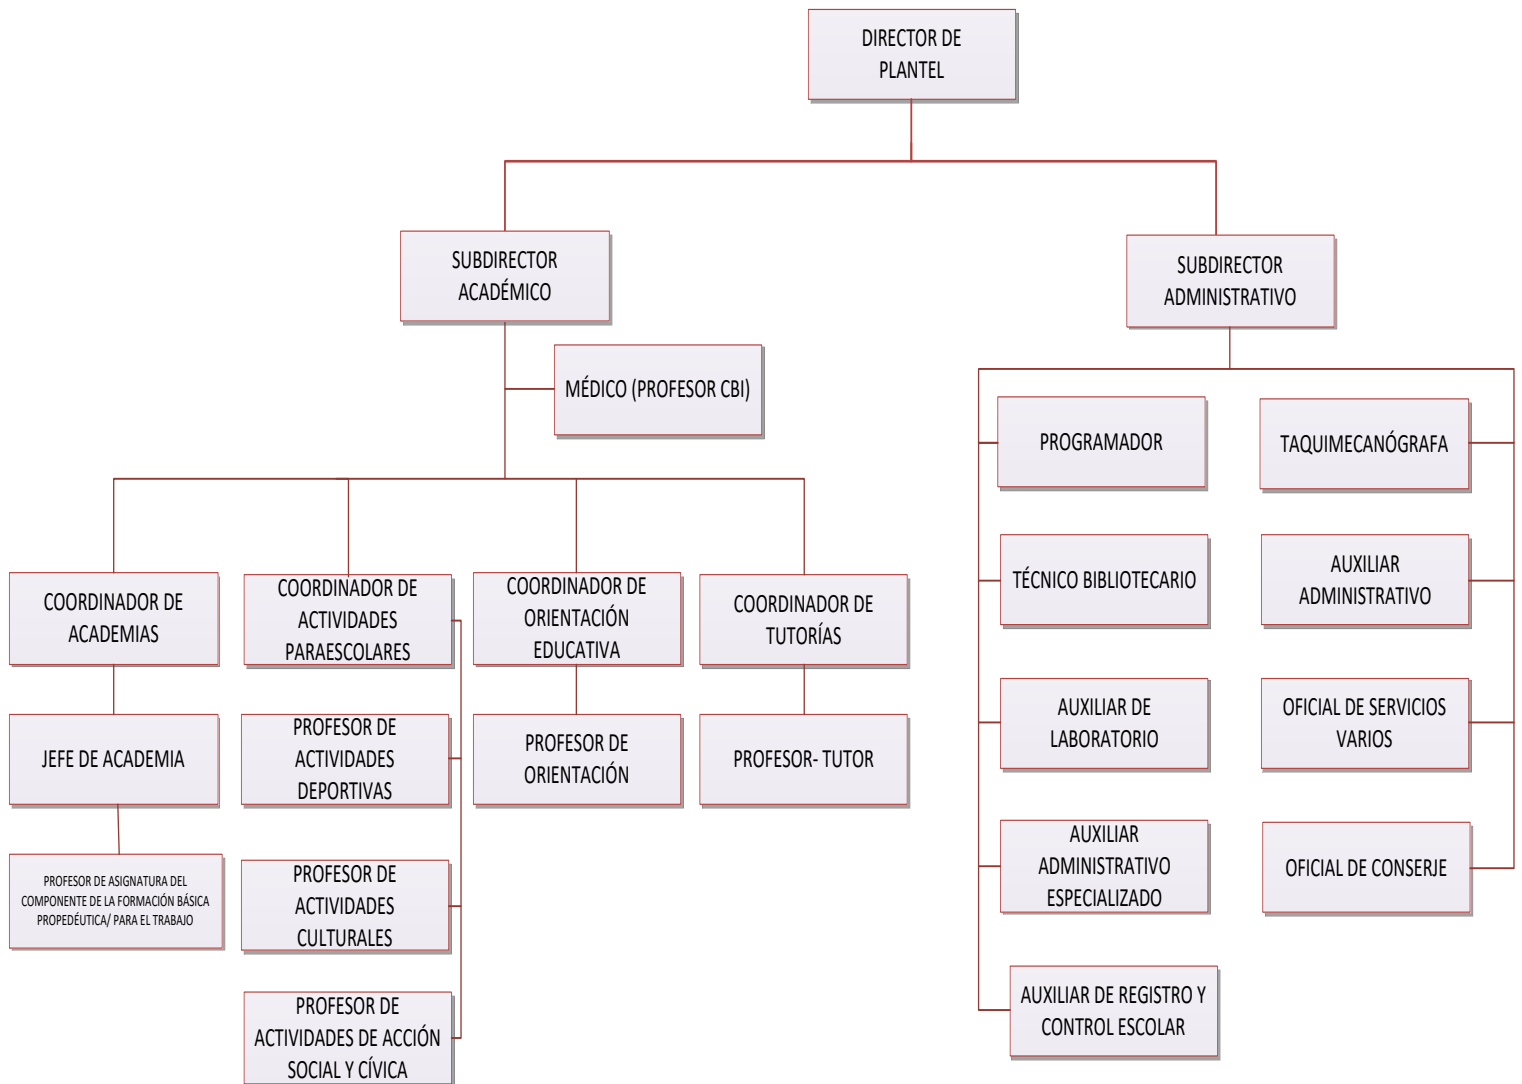 DIRECTOR DE
PLANTEL
SUBDIRECTOR
ACADÉMICO
SUBDIRECTOR
ADMINISTRATIVO
MÉDICO (PROFESOR CBI)
PROGRAMADOR
TAQUIMECANÓGRAFA
TÉCNICO BIBLIOTECARIO
AUXILIAR
ADMINISTRATIVO
COORDINADOR DE
ACADEMIAS
COORDINADOR DE
ACTIVIDADES
PARAESCOLARES
COORDINADOR DE
ORIENTACIÓN
EDUCATIVA
COORDINADOR DE
TUTORÍAS
JEFE DE ACADEMIA
PROFESOR DE
ACTIVIDADES
DEPORTIVAS
PROFESOR DE
ORIENTACIÓN
PROFESOR- TUTOR
AUXILIAR DE
LABORATORIO
OFICIAL DE SERVICIOS
VARIOS
PROFESOR DE ASIGNATURA DEL
COMPONENTE DE LA FORMACIÓN BÁSICA
PROPEDÉUTICA/ PARA EL TRABAJO
PROFESOR DE
ACTIVIDADES
CULTURALES
AUXILIAR
ADMINISTRATIVO
ESPECIALIZADO
OFICIAL DE CONSERJE
PROFESOR DE
ACTIVIDADES DE ACCIÓN
SOCIAL Y CÍVICA
AUXILIAR DE REGISTRO Y
CONTROL ESCOLAR